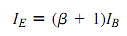 I_E = (β + 1)I_B